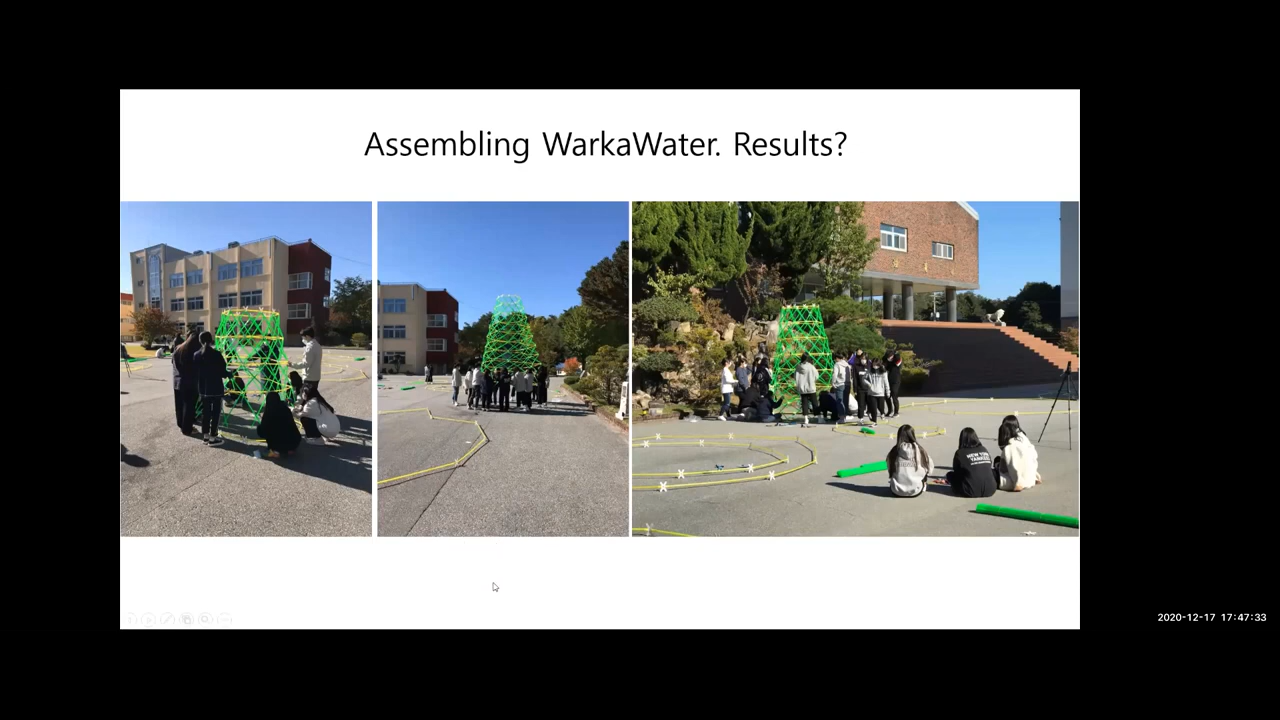 Assembling WarkaWater. Results?
NEW YORK
YANKEES
2020-12-17 17:47:33